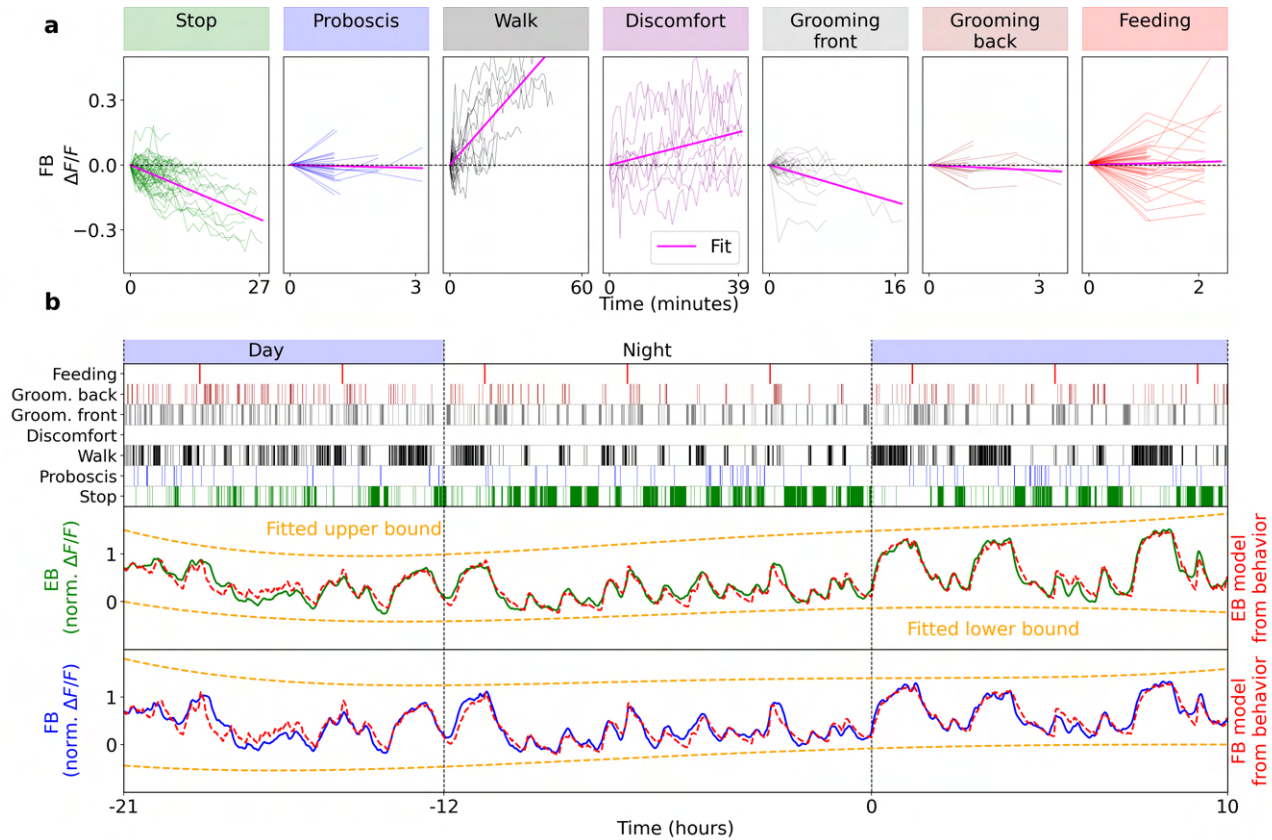 a
Stop
Proboscis
Walk
Discomfort
Grooming
front
Grooming
back
Feeding
FB
ΔF/F
0.3
0.0
−0.3
Fit
0 27
0 3
0 60
0 39
0 16
0 3
0 2
Time (minutes)
b
Day
Night
Feeding
Groom. back
Groom. front
Discomfort
Walk
Proboscis
Stop
EB
(norm. ΔF/F)
1
0
Fitted upper bound
Fitted lower bound
EB model
from behavior
FB
(norm. ΔF/F)
1
0
FB model
from behavior
-21 -12 0 10
Time (hours)